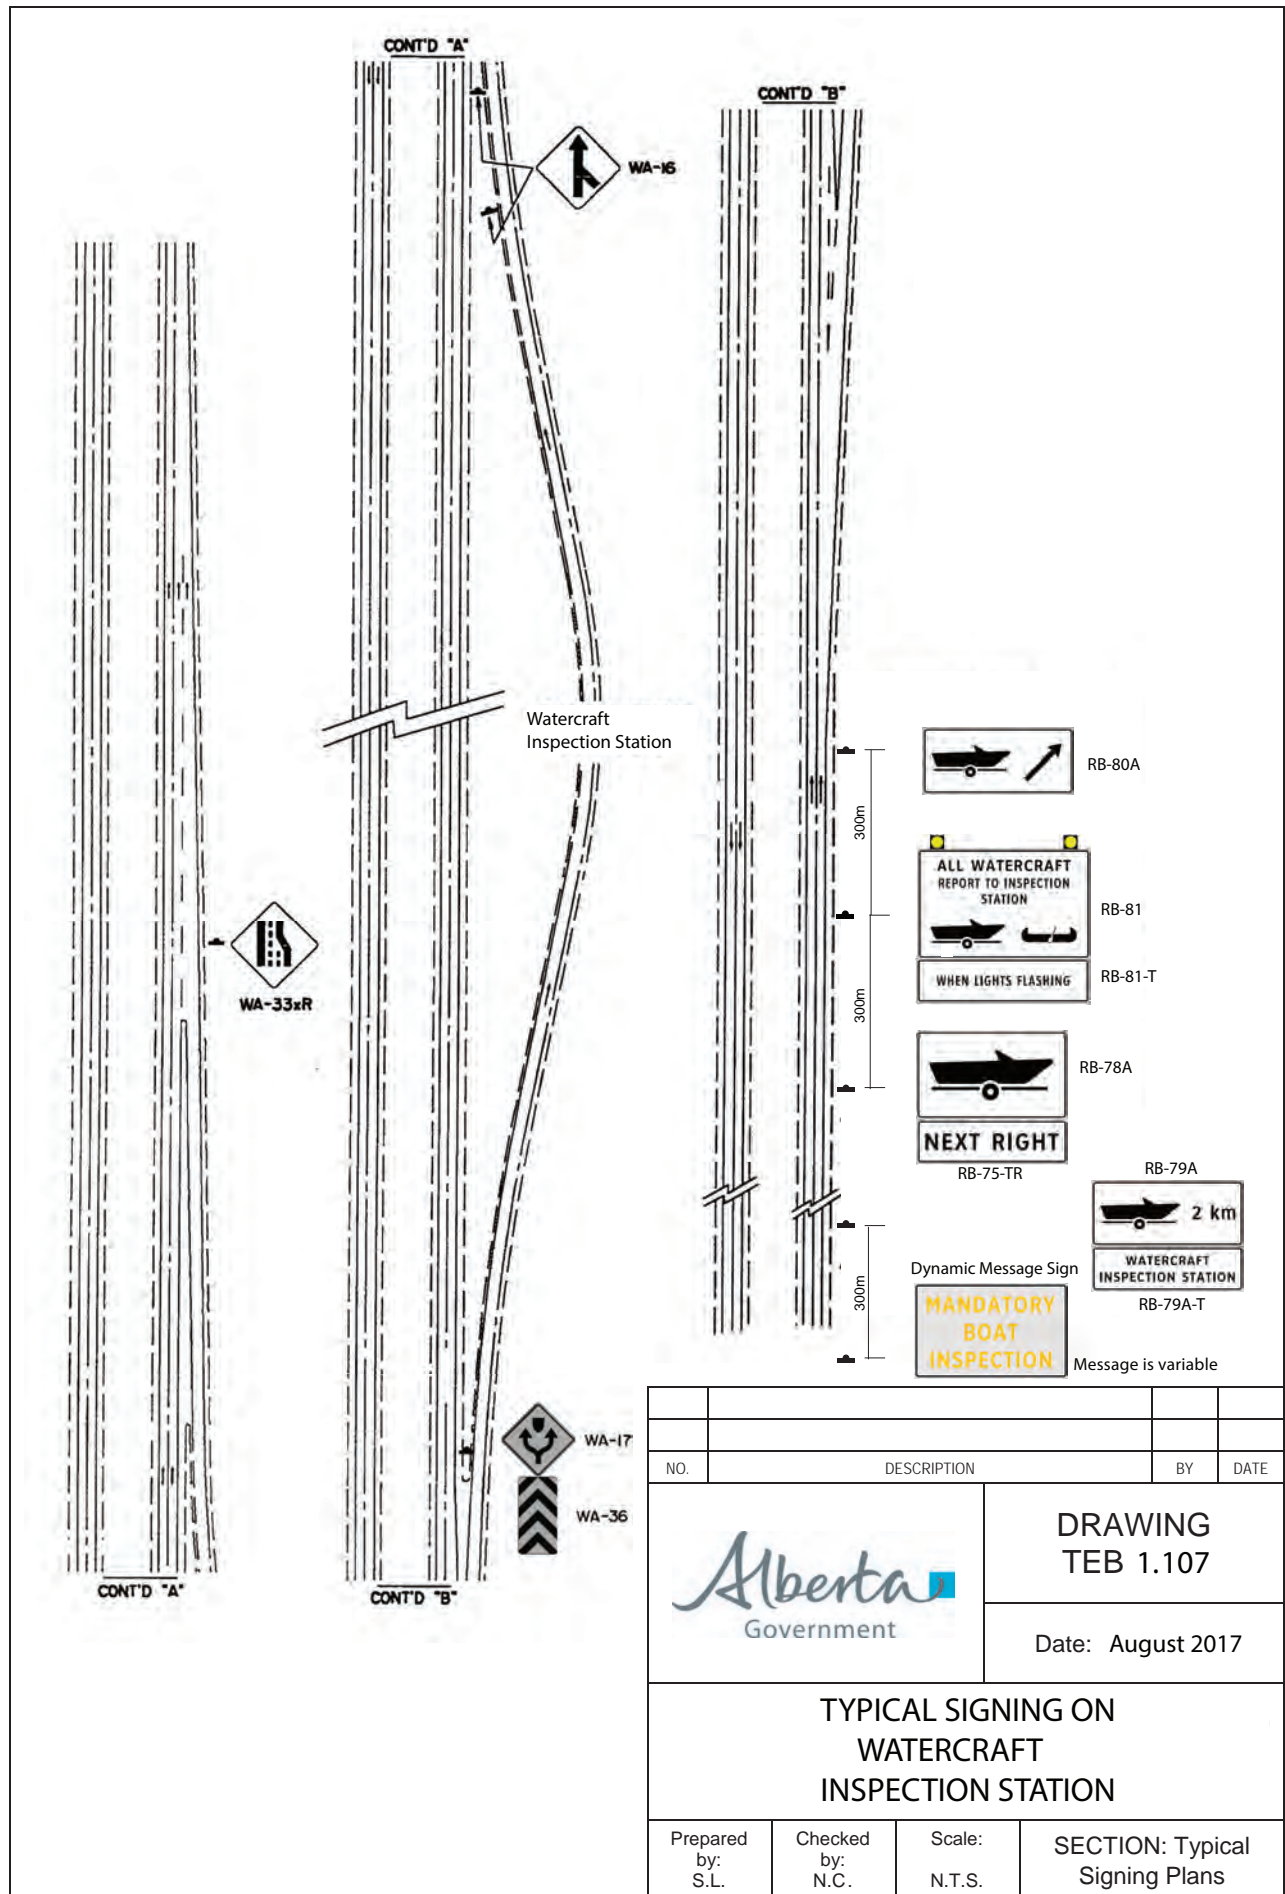 CONT'D "A"
CONT'D "B"
WA-16
Watercraft
Inspection Station
WA-33xR
RB-80A
300m
ALL WATERCRAFT
REPORT TO INSPECTION
STATION
RB-81
WHEN LIGHTS FLASHING
RB-81-T
300m
RB-78A
NEXT RIGHT
RB-75-TR
RB-79A
2 km
WATERCRAFT
INSPECTION STATION
RB-79A-T
300m
Dynamic Message Sign
MANDATORY
BOAT
INSPECTION
Message is variable
WA-17
WA-36
CONT'D "A"
CONT'D "B"
NO. DESCRIPTION BY DATE
Alberta
Government
DRAWING
TEB 1.107
Date: August 2017
TYPICAL SIGNING ON
WATERCRAFT
INSPECTION STATION
Prepared
by:
S.L.
Checked
by:
N.C.
Scale:
N.T.S.
SECTION: Typical
Signing Plans